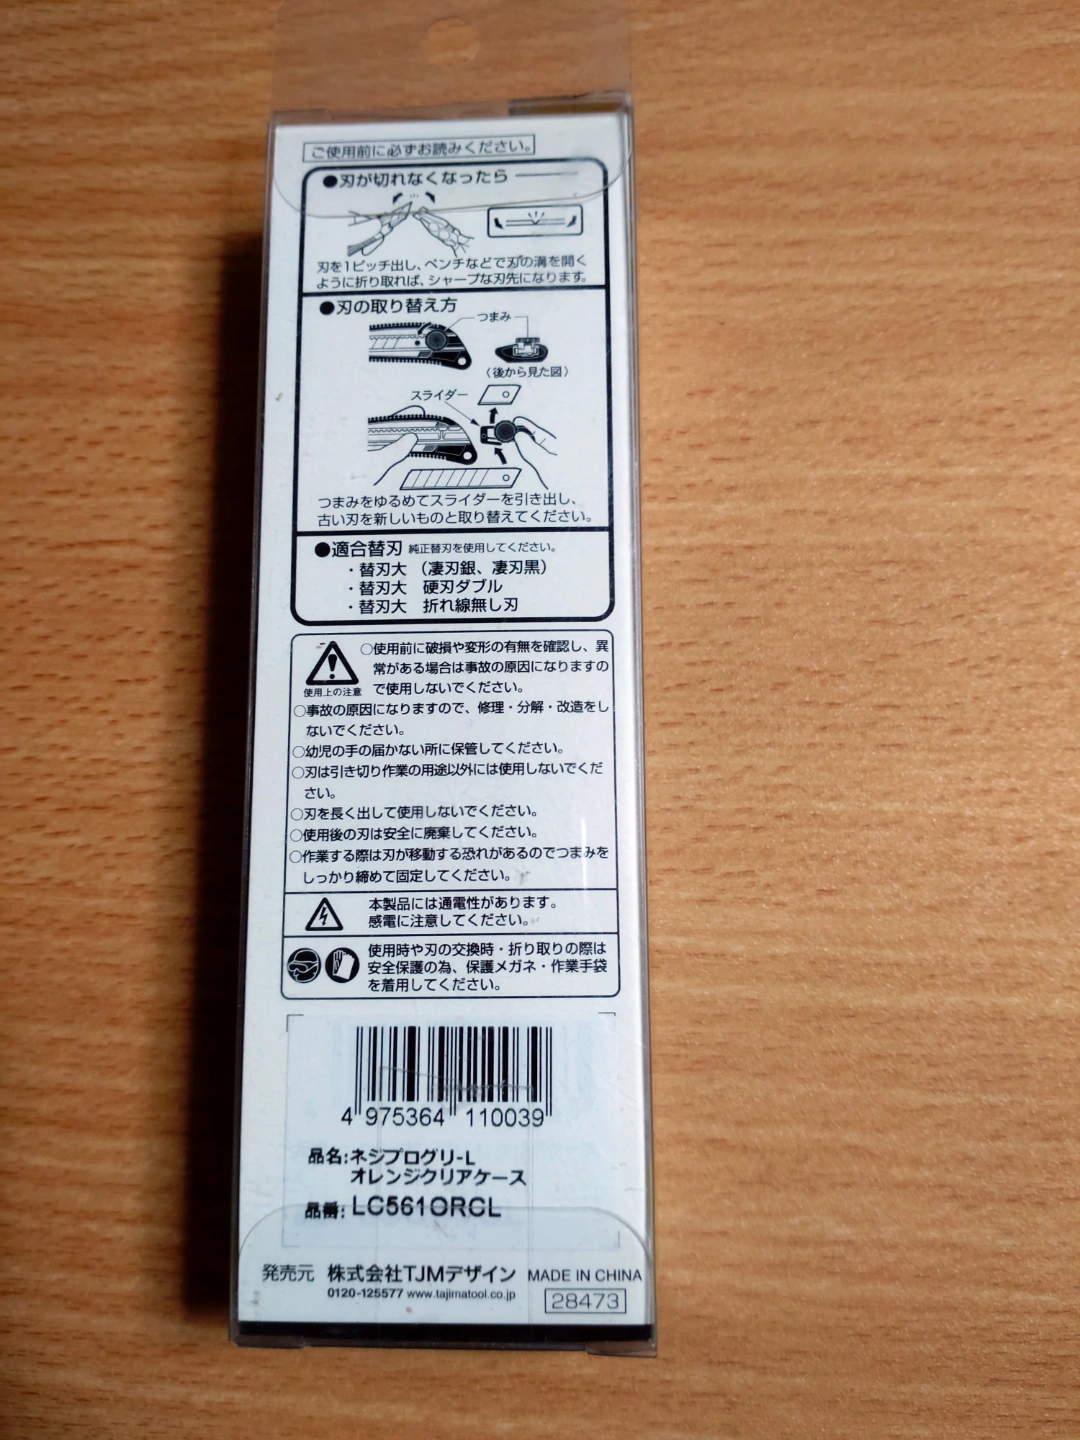 ご使用前に必ずお読みください。
●刃が切れなくなったら
刃を1ピッチ出し、ペンチなどで刃の溝を開く
ように折り取れば、シャープな刃先になります。
●刃の取り替え方
つまみ
（後から見た図）
スライダー
つまみをゆるめてスライダーを引き出し、
古い刃を新しいものと取り替えてください。
●適合替刃 純正替刃を使用してください。
・替刃大 （凄刃銀、凄刃黒）
・替刃大 硬刃ダブル
・替刃大 折れ線無し刃
使用上の注意
○使用前に破損や変形の有無を確認し、異
常がある場合は事故の原因になりますの
で使用しないでください。
○事故の原因になりますので、修理・分解・改造をし
ないでください。
○幼児の手の届かない所に保管してください。
○刃は引き切り作業の用途以外には使用しないでくだ
さい。
○刃を長く出して使用しないでください。
○使用後の刃は安全に廃棄してください。
○作業する際は刃が移動する恐れがあるのでつまみを
しっかり締めて固定してください。
本製品には通電性があります。
感電に注意してください。
使用時や刃の交換時・折り取りの際は
安全保護の為、保護メガネ・作業手袋
を着用してください。
4 975364 110039
品名:ネジプログリ-L
オレンジクリアケース
品番: LC561ORCL
発売元 株式会社TJMデザイン MADE IN CHINA
0120-125577 www.tajimatool.co.jp
28473